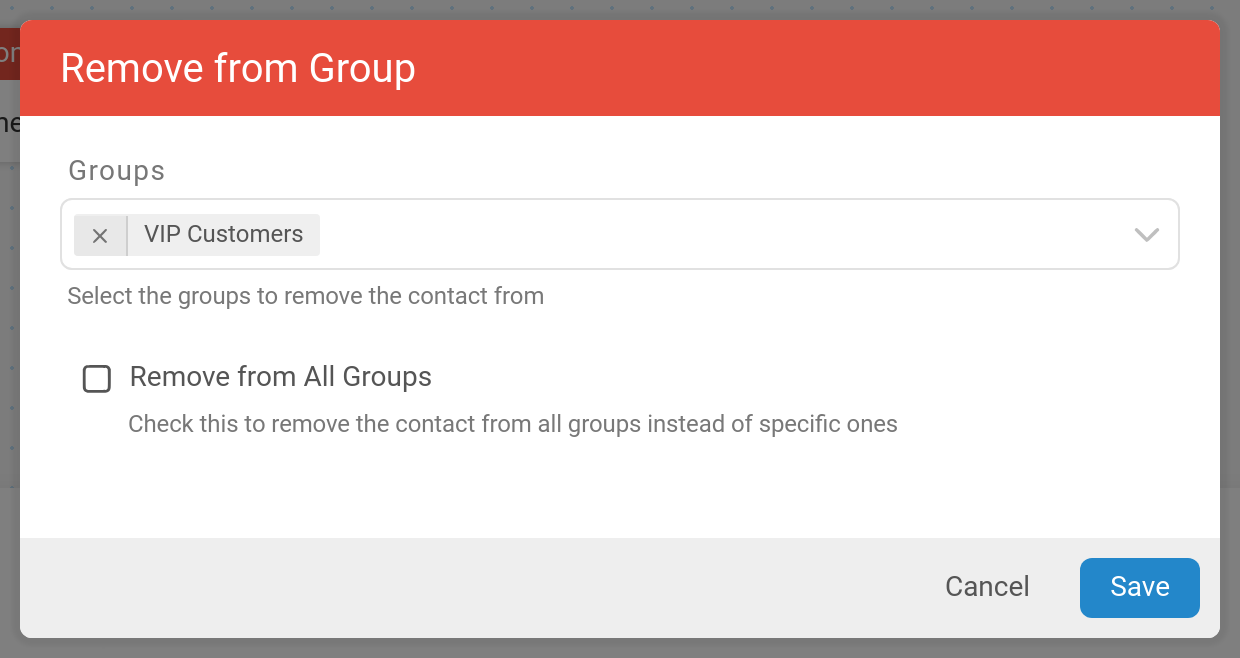 Remove from Group
Groups
VIP Customers
Select the groups to remove the contact from
Remove from All Groups
Check this to remove the contact from all groups instead of specific ones
Cancel
Save